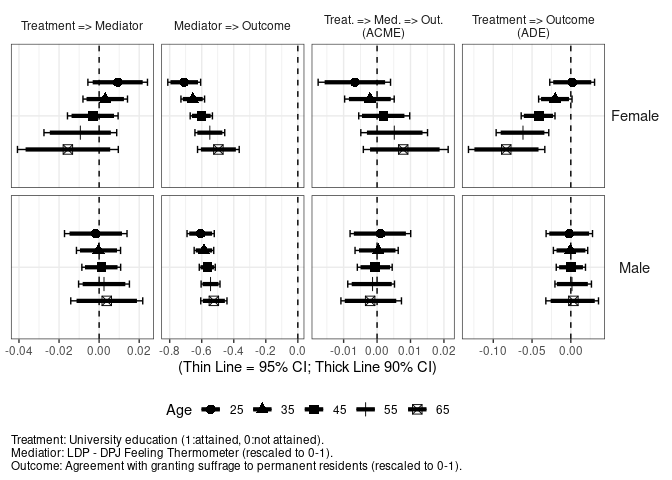 Treatment => Mediator
Mediator => Outcome
Treat. => Med. => Out.
(ACME)
Treatment => Outcome
(ADE)
Female
Male
-0.04 -0.02 0.00 0.02
-0.8 -0.6 -0.4 -0.2 0.0
-0.01 0.00 0.01 0.02
-0.10 -0.05 0.00
(Thin Line = 95% CI; Thick Line 90% CI)
Age 25 35 45 55 65
Treatment: University education (1:attained, 0:not attained).
Mediatior: LDP - DPJ Feeling Thermometer (rescaled to 0-1).
Outcome: Agreement with granting suffrage to permanent residents (rescaled to 0-1).